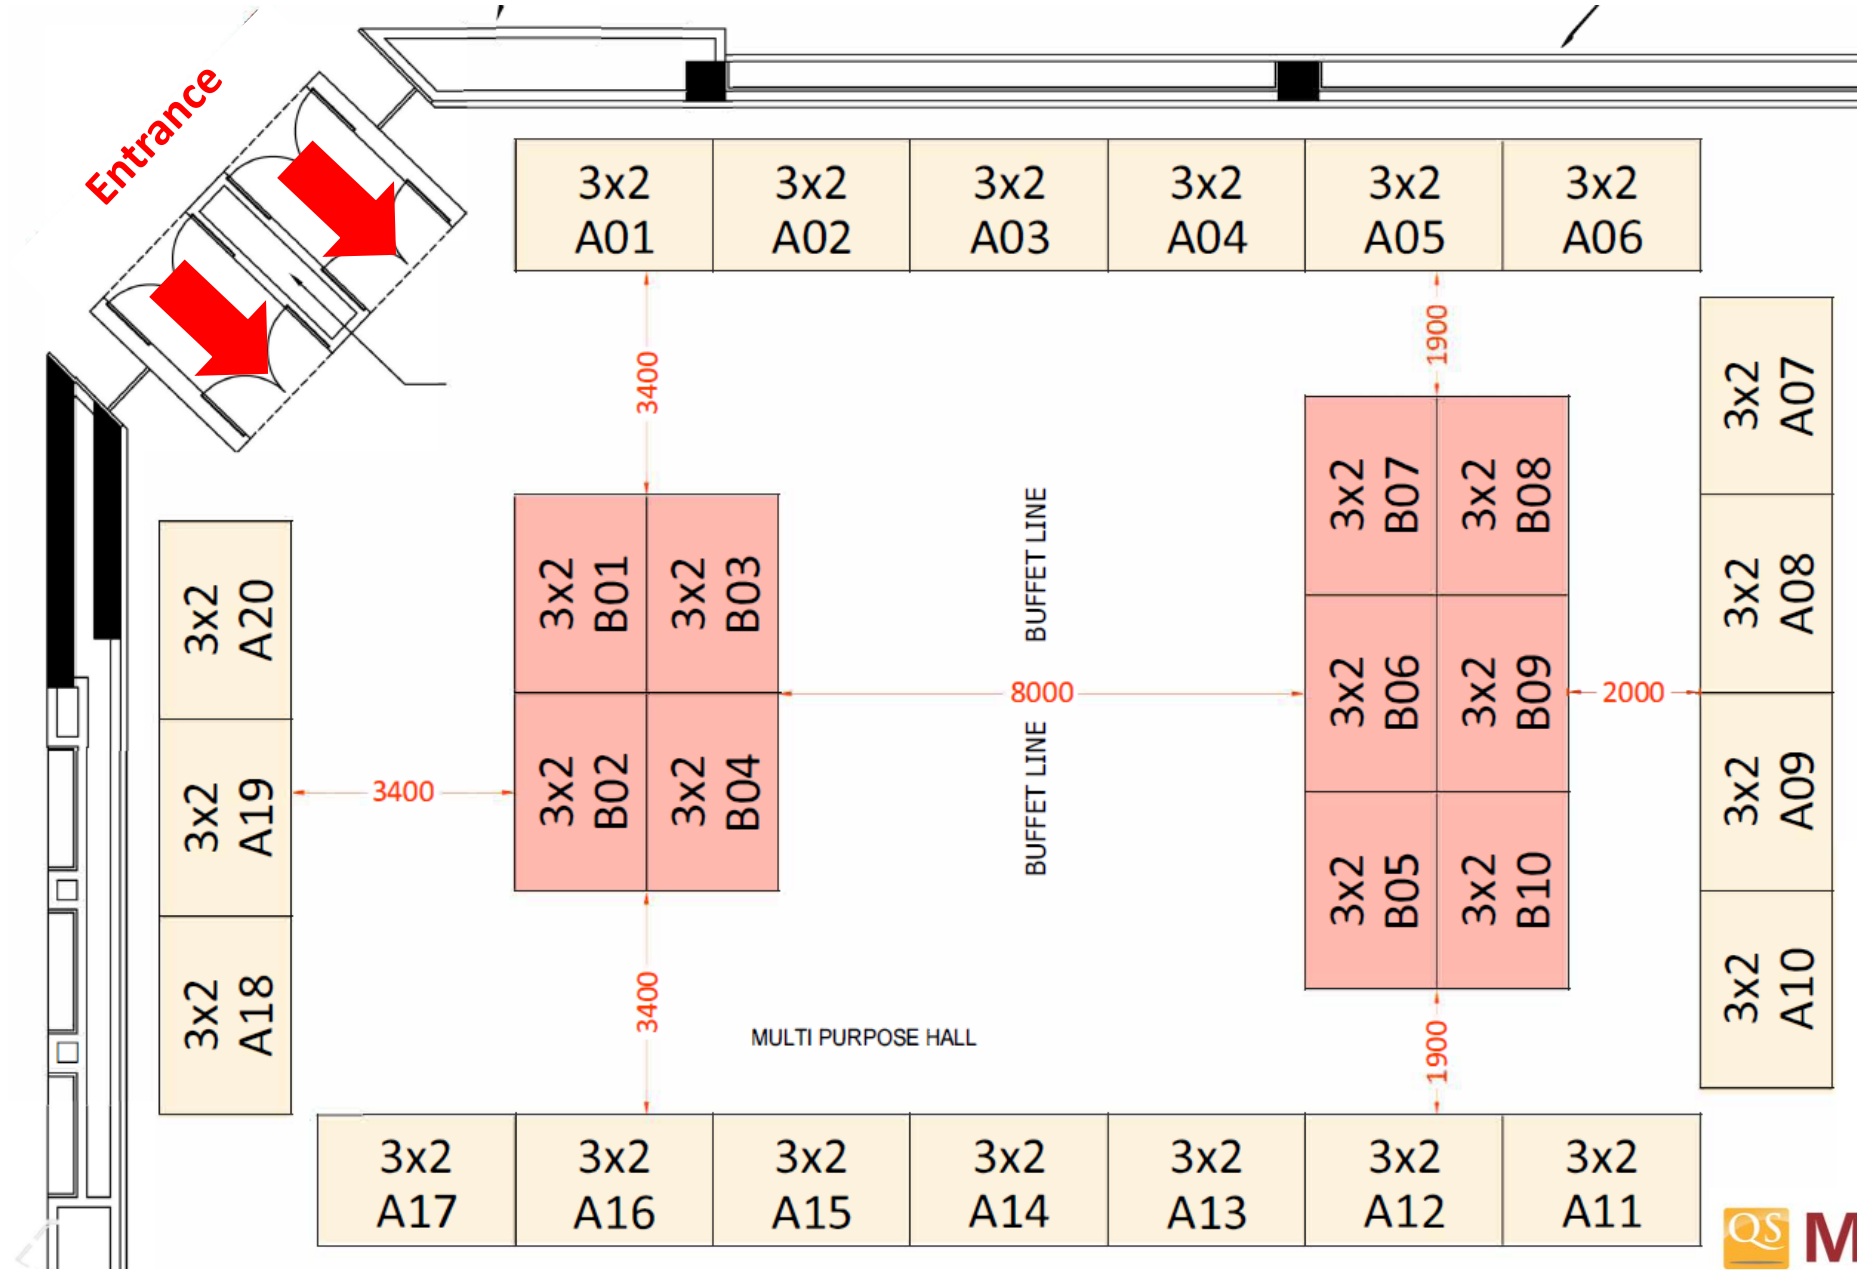 Entrance
3x2
A01
3x2
A02
3x2
A03
3x2
A04
3x2
A05
3x2
A06
3400
1900
3x2
A07
3x2
A08
3x2
A09
3x2
A10
3x2
B01
3x2
B03
3x2
B02
3x2
B04
BUFFET LINE
8000
BUFFET LINE
3x2
B07
3x2
B08
3x2
B06
3x2
B09
3x2
B05
3x2
B10
2000
3x2
A20
3x2
A19
3x2
A18
3400
3400
MULTI PURPOSE HALL
1900
3x2
A17
3x2
A16
3x2
A15
3x2
A14
3x2
A13
3x2
A12
3x2
A11
QS M